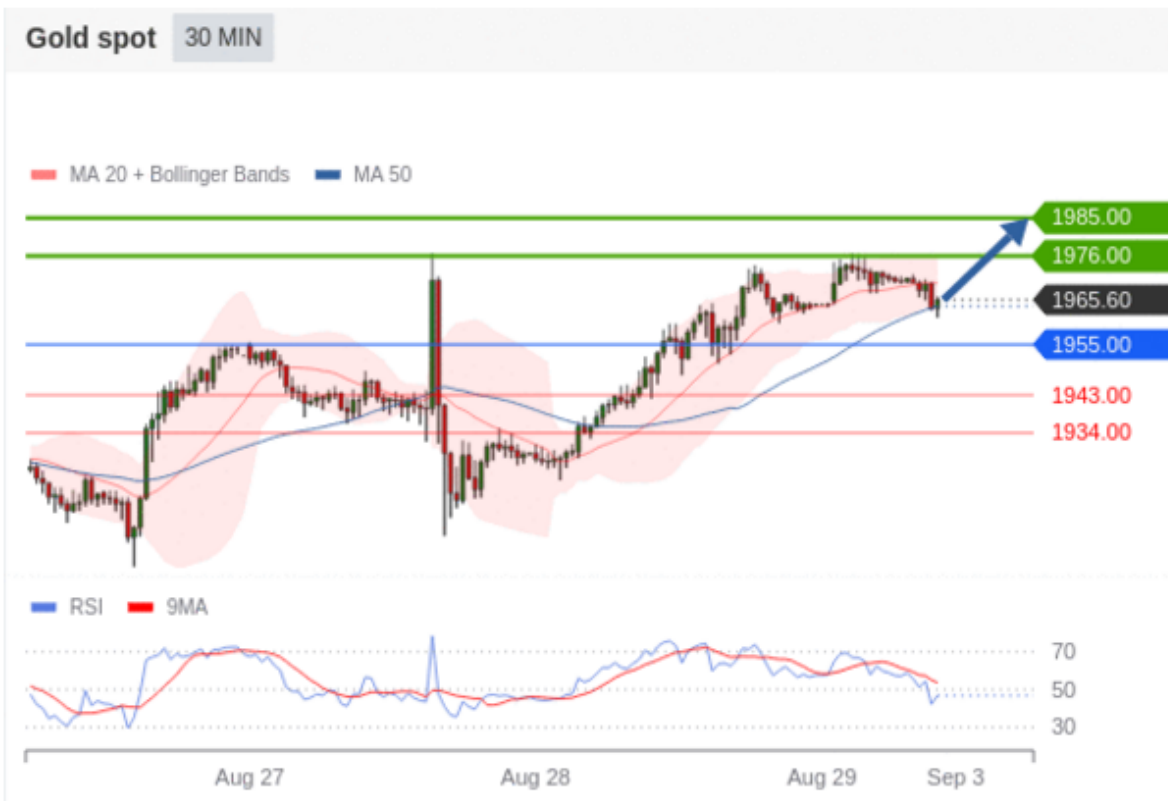 Gold spot 30 MIN
MA 20 + Bollinger Bands MA 50
1985.00
1976.00
1965.60
1955.00
1943.00
1934.00
RSI 9MA
70
50
30
Aug 27 Aug 28 Aug 29 Sep 3